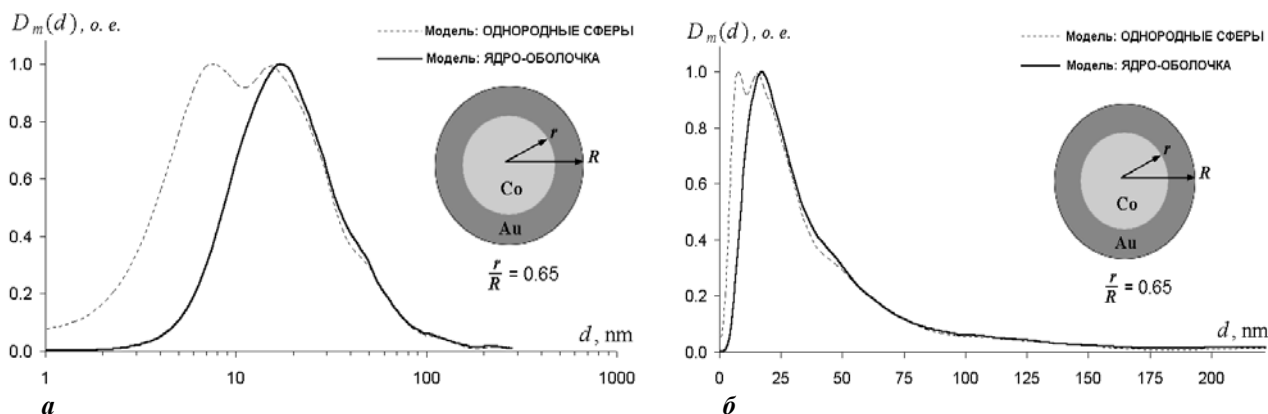 D_m(d), о. е.
Модель: ОДНОРОДНЫЕ СФЕРЫ
Модель: ЯДРО-ОБОЛОЧКА
1.0
0.8
0.6
0.4
0.2
0.0
r
R
Co
Au
r/R = 0.65
d, nm
1 10 100 1000
а
D_m(d), о. е.
Модель: ОДНОРОДНЫЕ СФЕРЫ
Модель: ЯДРО-ОБОЛОЧКА
1.0
0.8
0.6
0.4
0.2
0.0
r
R
Co
Au
r/R = 0.65
d, nm
0 25 50 75 100 125 150 175 200
б